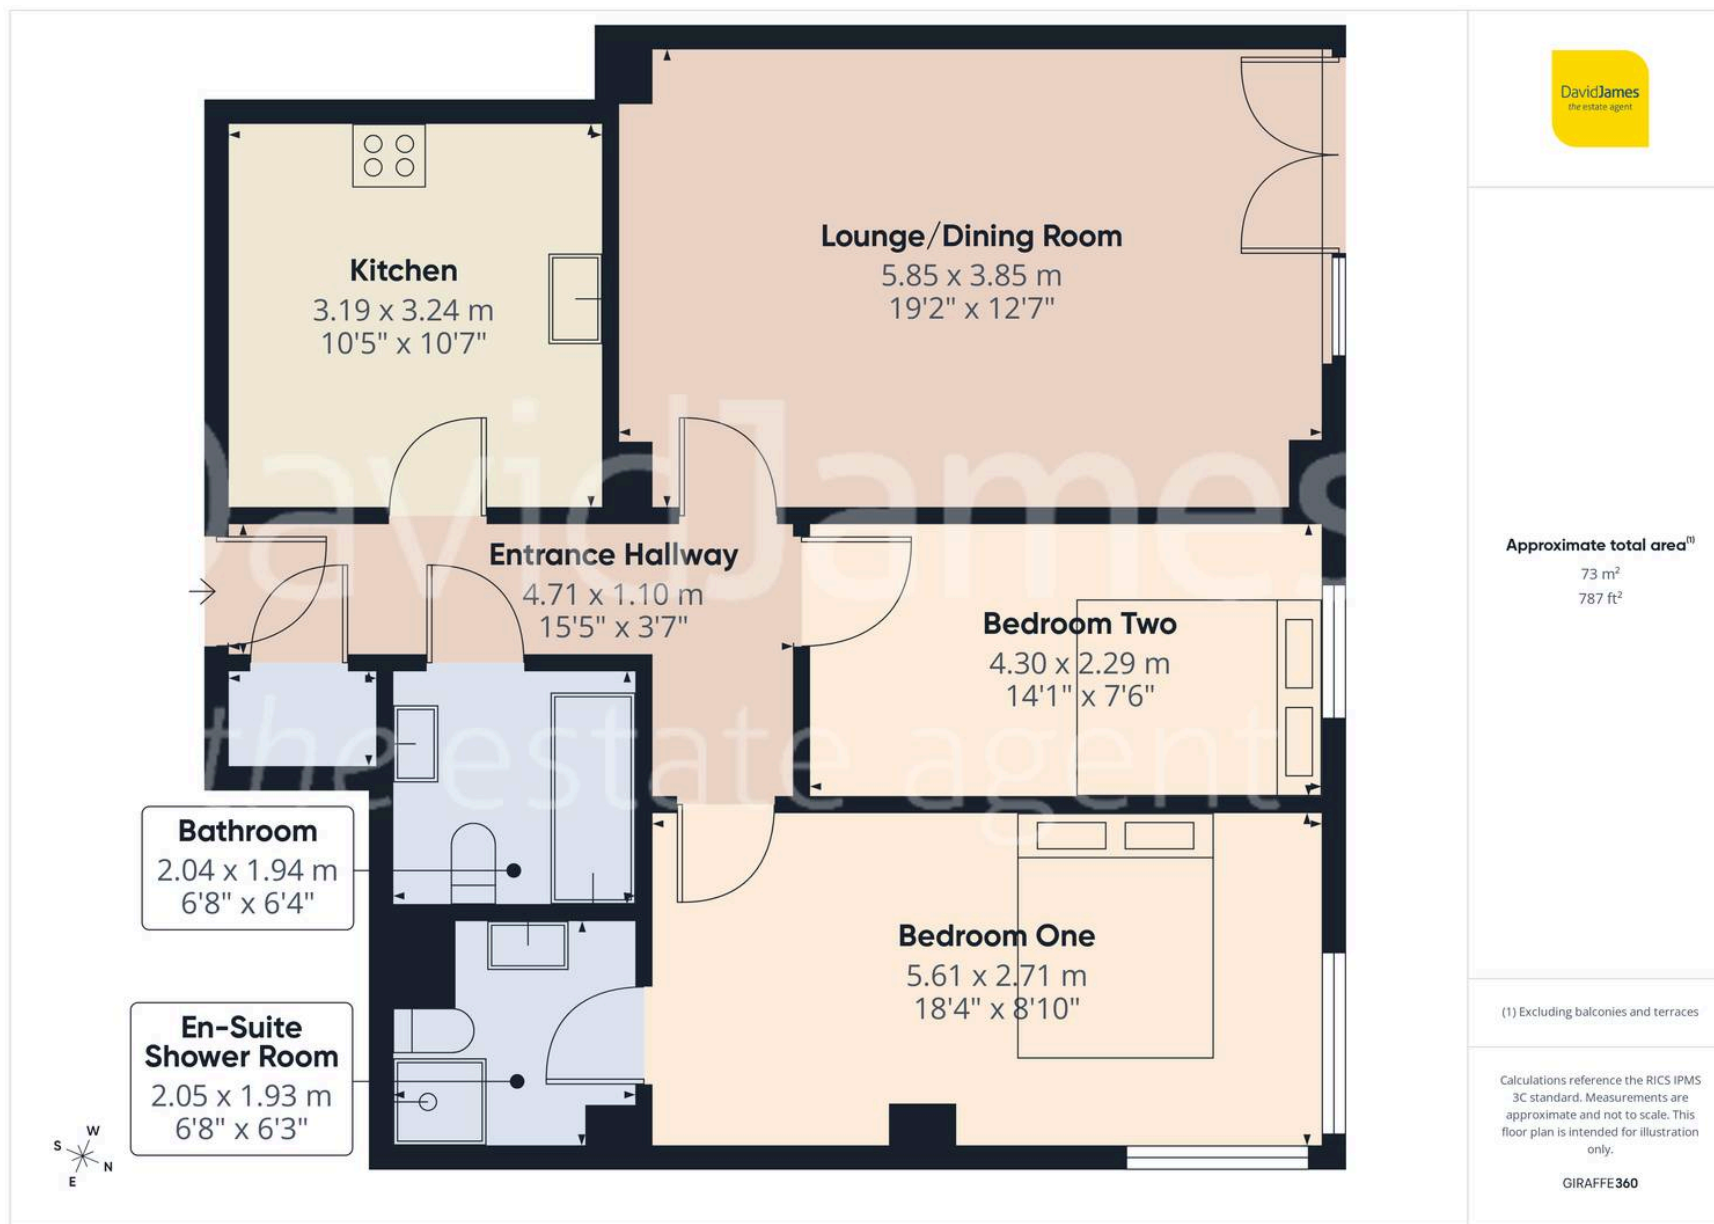 DavidJames
the estate agent
Lounge/Dining Room
5.85 x 3.85 m
19'2" x 12'7"
Kitchen
3.19 x 3.24 m
10'5" x 10'7"
Entrance Hallway
4.71 x 1.10 m
15'5" x 3'7"
Bedroom Two
4.30 x 2.29 m
14'1" x 7'6"
Bathroom
2.04 x 1.94 m
6'8" x 6'4"
Bedroom One
5.61 x 2.71 m
18'4" x 8'10"
En-Suite
Shower Room
2.05 x 1.93 m
6'8" x 6'3"
S
W
N
E
DavidJames
the estate agent
Approximate total area(1)
73 m²
787 ft²
(1) Excluding balconies and terraces
Calculations reference the RICS IPMS
3C standard. Measurements are
approximate and not to scale. This
floor plan is intended for illustration
only.
GIRAFFE360